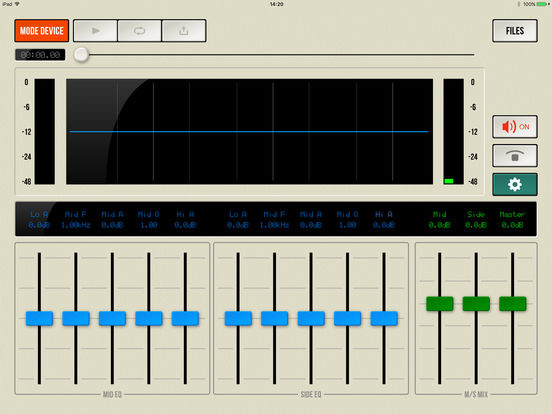 iPad 14:20 100%
MODE DEVICE FILES
00:00.00
0 0
-6 -6
-12 -12
-24 -24
-48 -48
ON
Lo A Mid F Mid A Mid Q Hi A Lo A Mid F Mid A Mid Q Hi A Mid Side Master
0.0dB 1.00kHz 0.0dB 1.00 0.0dB 0.0dB 1.00kHz 0.0dB 1.00 0.0dB 0.0dB 0.0dB 0.0dB
MID EQ SIDE EQ M/S MIX